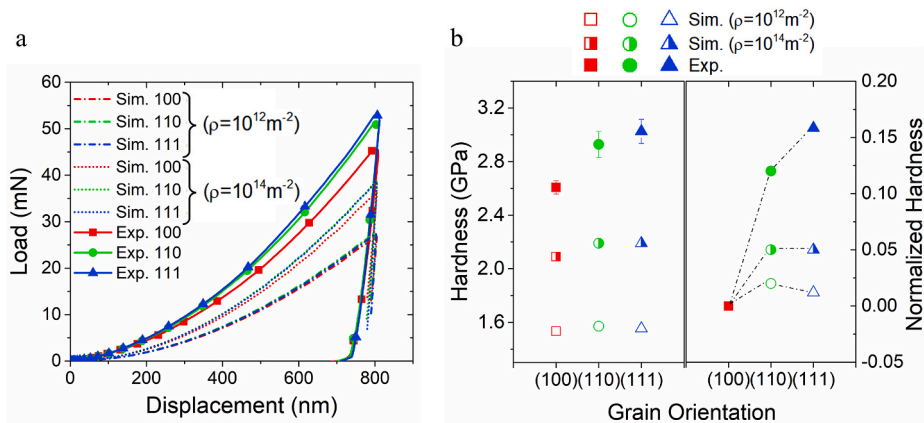 a
60
50
40
30
20
10
0
Load (mN)
Sim. 100
Sim. 110
Sim. 111
(ρ=10¹²m⁻²)
Sim. 100
Sim. 110
Sim. 111
(ρ=10¹⁴m⁻²)
Exp. 100
Exp. 110
Exp. 111
0 200 400 600 800
Displacement (nm)
b
Sim. (ρ=10¹²m⁻²)
Sim. (ρ=10¹⁴m⁻²)
Exp.
3.2
2.8
2.4
2.0
1.6
Hardness (GPa)
0.20
0.15
0.10
0.05
0.00
-0.05
Normalized Hardness
(100)(110)(111) (100)(110)(111)
Grain Orientation